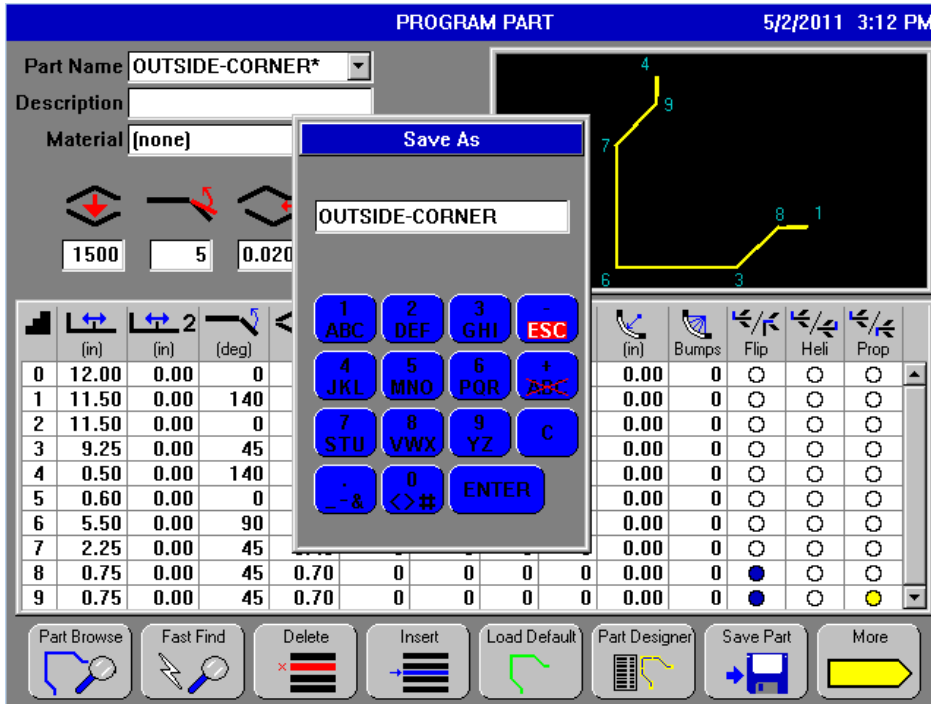 PROGRAM PART 5/2/2011 3:12 PM
Part Name OUTSIDE-CORNER*
Description
Material (none)
1500 5 0.020
4
9
7
8 1
6 3
Save As
OUTSIDE-CORNER
1 2 3 -
ABC DEF GHI ESC
4 5 6 +
JKL MNO PQR ABC
7 8 9 C
STU VWX YZ
. 0 ENTER
_-& <>#
2
(in) (in) (deg) (in) Bumps Flip Heli Prop
0 12.00 0.00 0 0.00 0
1 11.50 0.00 140 0.00 0
2 11.50 0.00 0 0.00 0
3 9.25 0.00 45 0.00 0
4 0.50 0.00 140 0.00 0
5 0.60 0.00 0 0.00 0
6 5.50 0.00 90 0.00 0
7 2.25 0.00 45 0.00 0
8 0.75 0.00 45 0.70 0 0 0 0 0.00 0
9 0.75 0.00 45 0.70 0 0 0 0 0.00 0
Part Browse Fast Find Delete Insert Load Default Part Designer Save Part More